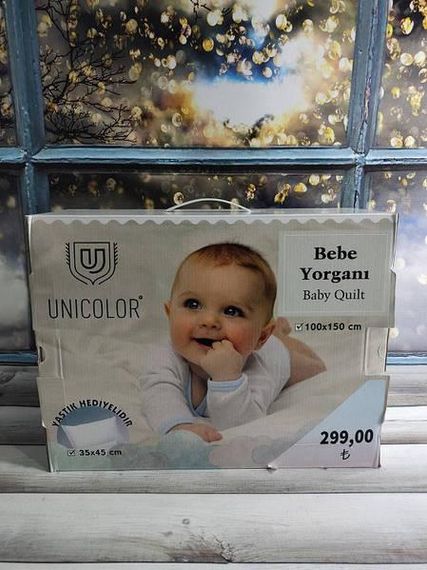 UNICOLOR®
Bebe
Yorganı
Baby Quilt
100x150 cm
YASTIK HEDİYELİDİR
35x45 cm
299,00
₺